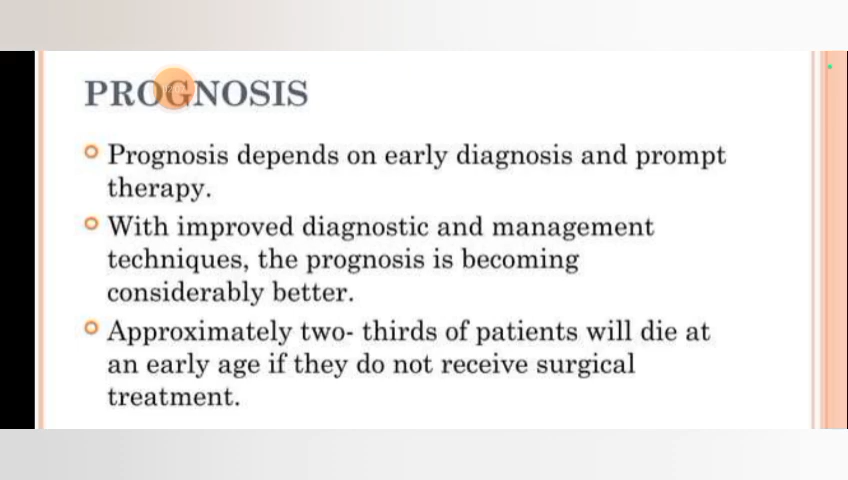 PROGNOSIS
Prognosis depends on early diagnosis and prompt
therapy.
With improved diagnostic and management
techniques, the prognosis is becoming
considerably better.
Approximately two- thirds of patients will die at
an early age if they do not receive surgical
treatment.